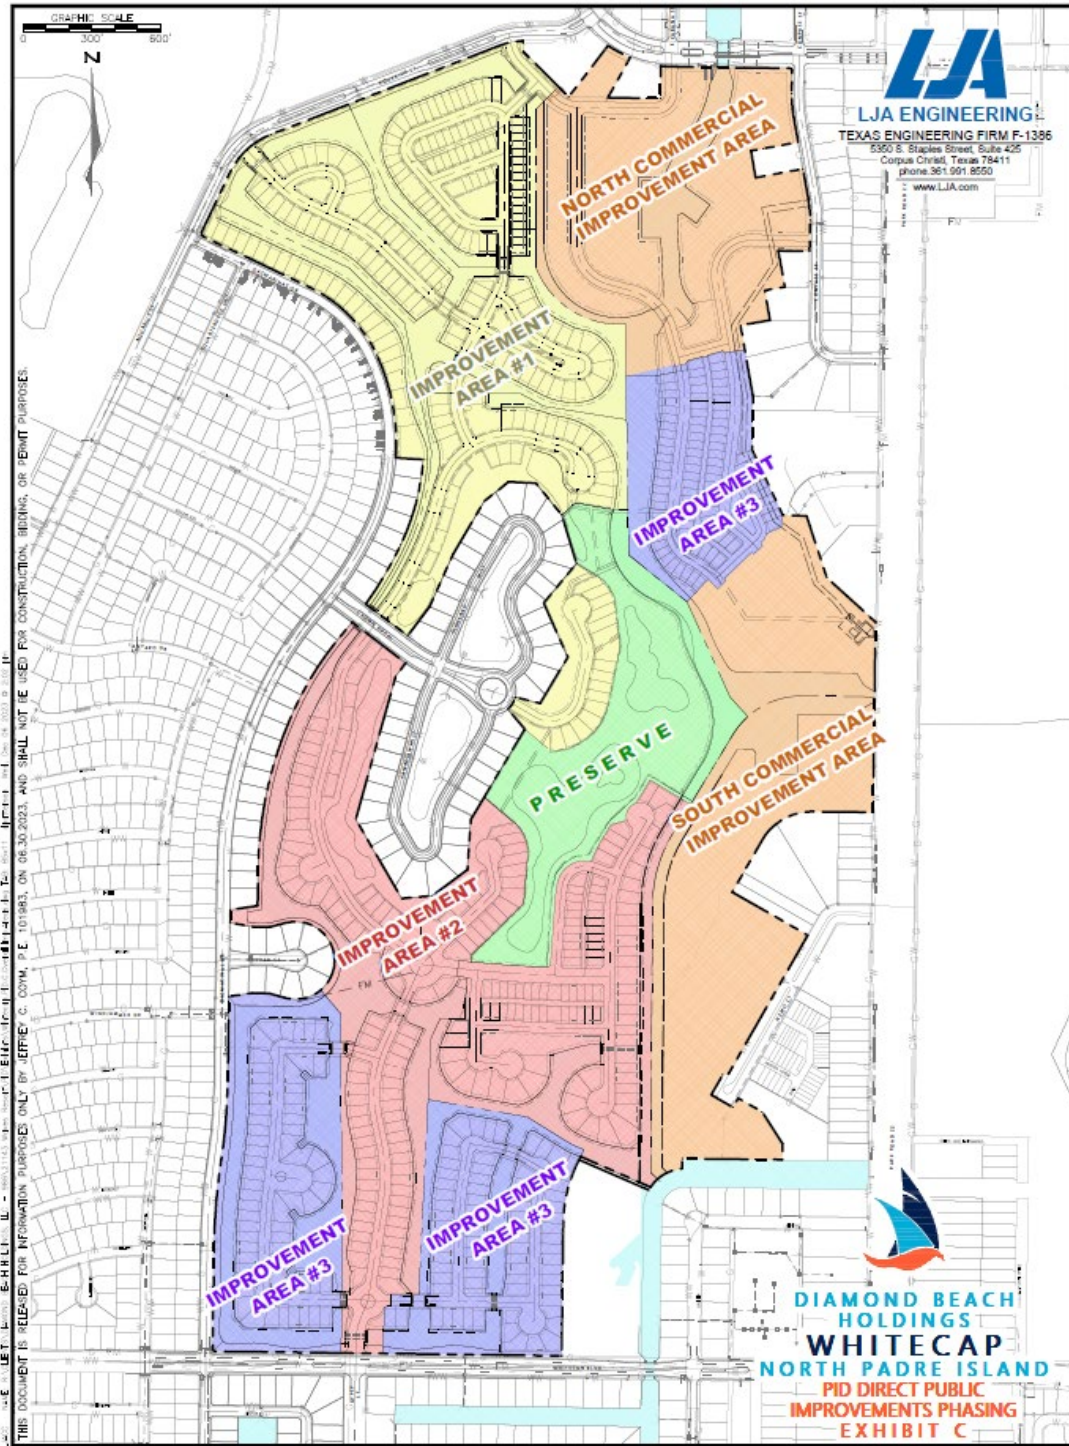 GRAPHIC SCALE
0 300' 600'
N
LJA
LJA ENGINEERING
TEXAS ENGINEERING FIRM F-1386
5350 S. Staples Street, Suite 425
Corpus Christi, Texas 78411
phone 361.991.8550
www.LJA.com
NORTH COMMERCIAL
IMPROVEMENT AREA
IMPROVEMENT
AREA #1
IMPROVEMENT
AREA #3
PRESERVE
SOUTH COMMERCIAL
IMPROVEMENT AREA
IMPROVEMENT
AREA #2
FM
IMPROVEMENT
AREA #3
IMPROVEMENT
AREA #3
THIS DOCUMENT IS RELEASED FOR INFORMATION PURPOSES ONLY BY JEFFREY C. COYM, P.E. 101983, ON 06.30.2023, AND SHALL NOT BE USED FOR CONSTRUCTION, BIDDING, OR PERMIT PURPOSES.
DIAMOND BEACH
HOLDINGS
WHITECAP
NORTH PADRE ISLAND
PID DIRECT PUBLIC
IMPROVEMENTS PHASING
EXHIBIT C